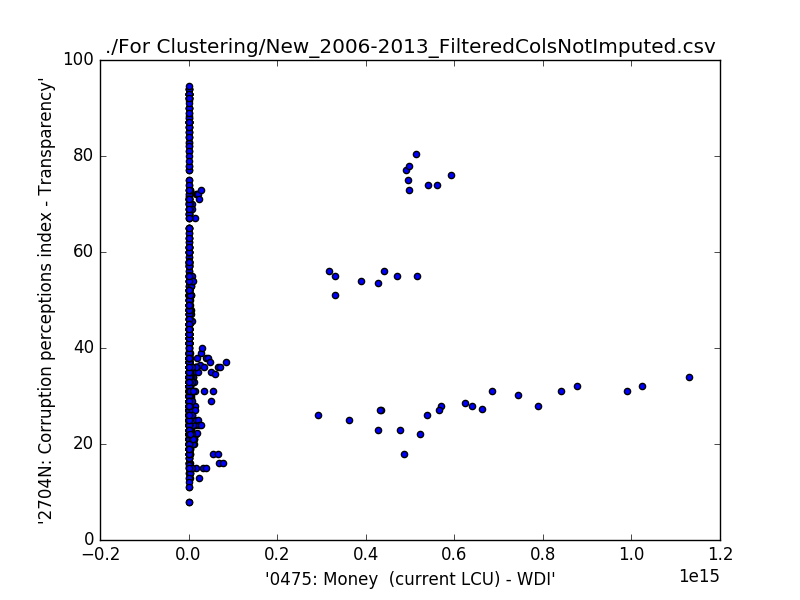 ./For Clustering/New_2006-2013_FilteredColsNotImputed.csv
100
80
60
40
20
0
'2704N: Corruption perceptions index - Transparency'
−0.2 0.0 0.2 0.4 0.6 0.8 1.0 1.2
1e15
'0475: Money  (current LCU) - WDI'